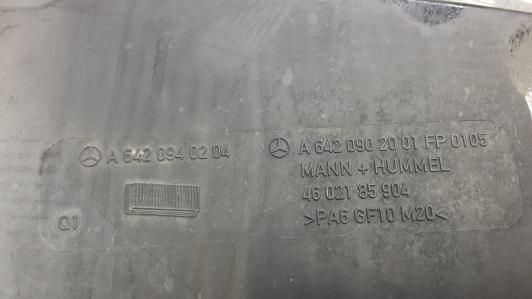 A 642 094 02 04
A 642 090 20 01 FP 0105
MANN + HUMMEL
46 021 85 904
>PA6 GF10 M20<
Q1